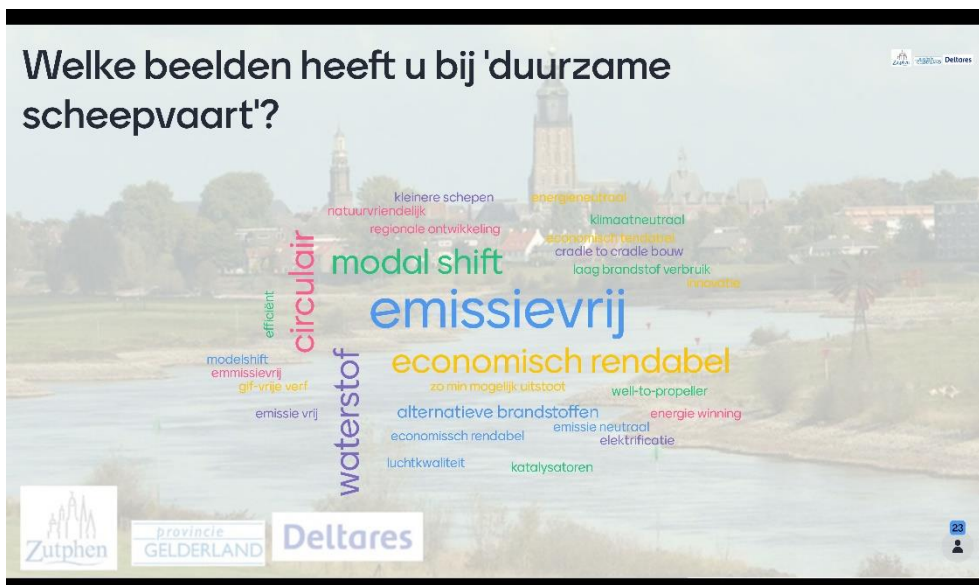 Welke beelden heeft u bij 'duurzame
scheepvaart'?
Deltares
kleinere schepen
energieneutraal
natuurvriendelijk
klimaatneutraal
regionale ontwikkeling
economisch rendabel
circulair
modal shift
cradle to cradle bouw
laag brandstof verbruik
innovatie
efficiënt
emissievrij
modelshift
emmissievrij
economisch rendabel
gif-vrije verf
waterstof
zo min mogelijk uitstoot
well-to-propeller
emissie vrij
alternatieve brandstoffen
energie winning
emissie neutraal
economissch rendabel
elektrificatie
luchtkwaliteit
katalysatoren
Zutphen
provincie
GELDERLAND
Deltares
23